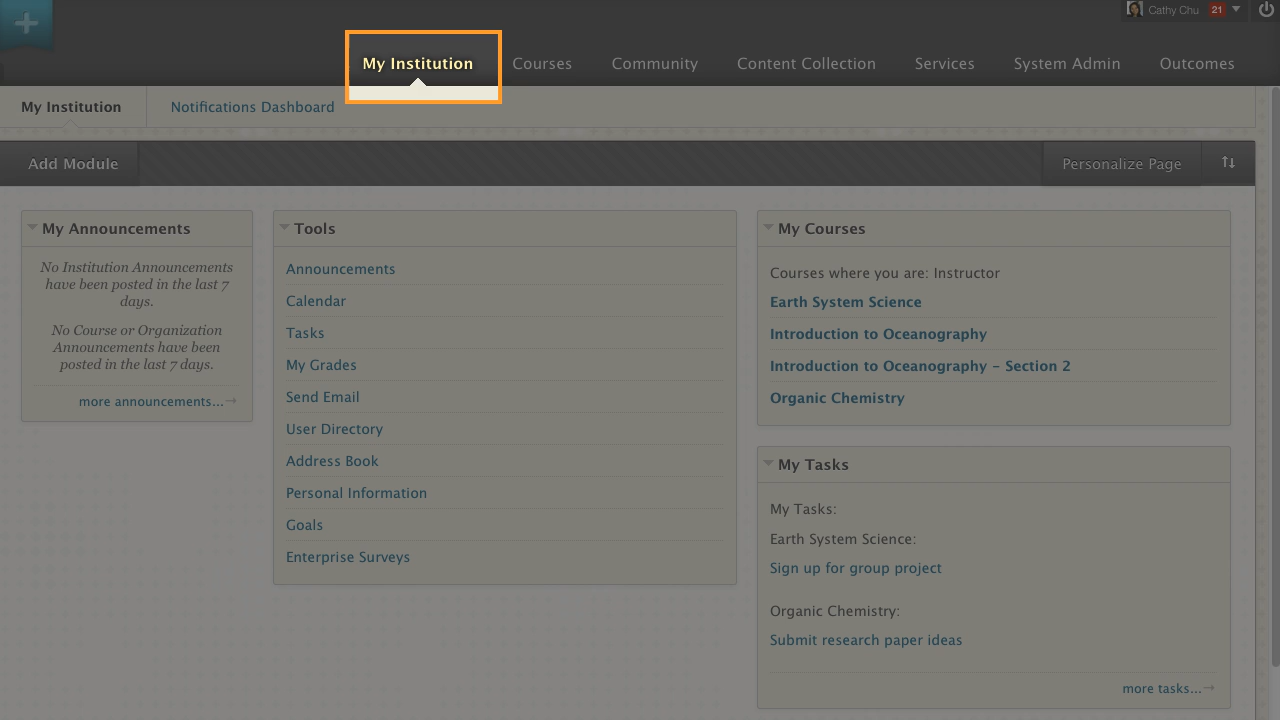 Cathy Chu 21
My Institution Courses Community Content Collection Services System Admin Outcomes
My Institution Notifications Dashboard
Add Module Personalize Page
My Announcements
No Institution Announcements
have been posted in the last 7
days.
No Course or Organization
Announcements have been
posted in the last 7 days.
more announcements...→
Tools
Announcements
Calendar
Tasks
My Grades
Send Email
User Directory
Address Book
Personal Information
Goals
Enterprise Surveys
My Courses
Courses where you are: Instructor
Earth System Science
Introduction to Oceanography
Introduction to Oceanography – Section 2
Organic Chemistry
My Tasks
My Tasks:
Earth System Science:
Sign up for group project
Organic Chemistry:
Submit research paper ideas
more tasks...→